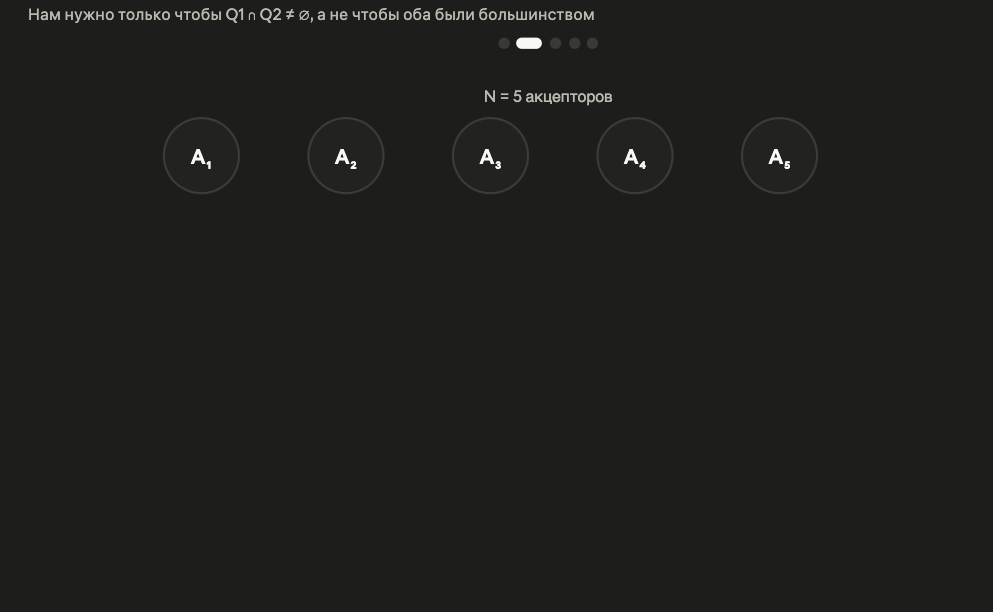 Нам нужно только чтобы Q1 ∩ Q2 ≠ ∅, а не чтобы оба были большинством
N = 5 акцепторов
A₁ A₂ A₃ A₄ A₅